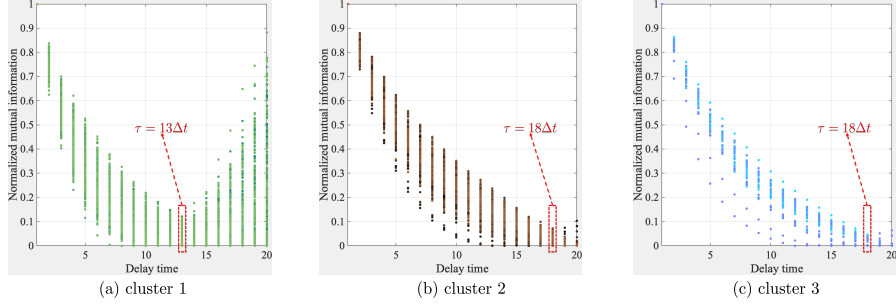 1
0.9
0.8
0.7
0.6
0.5
0.4
0.3
0.2
0.1
0
Normalized mutual information
τ = 13Δt
5 10 15 20
Delay time
(a) cluster 1
1
0.9
0.8
0.7
0.6
0.5
0.4
0.3
0.2
0.1
0
Normalized mutual information
τ = 18Δt
5 10 15 20
Delay time
(b) cluster 2
1
0.9
0.8
0.7
0.6
0.5
0.4
0.3
0.2
0.1
0
Normalized mutual information
τ = 18Δt
5 10 15 20
Delay time
(c) cluster 3